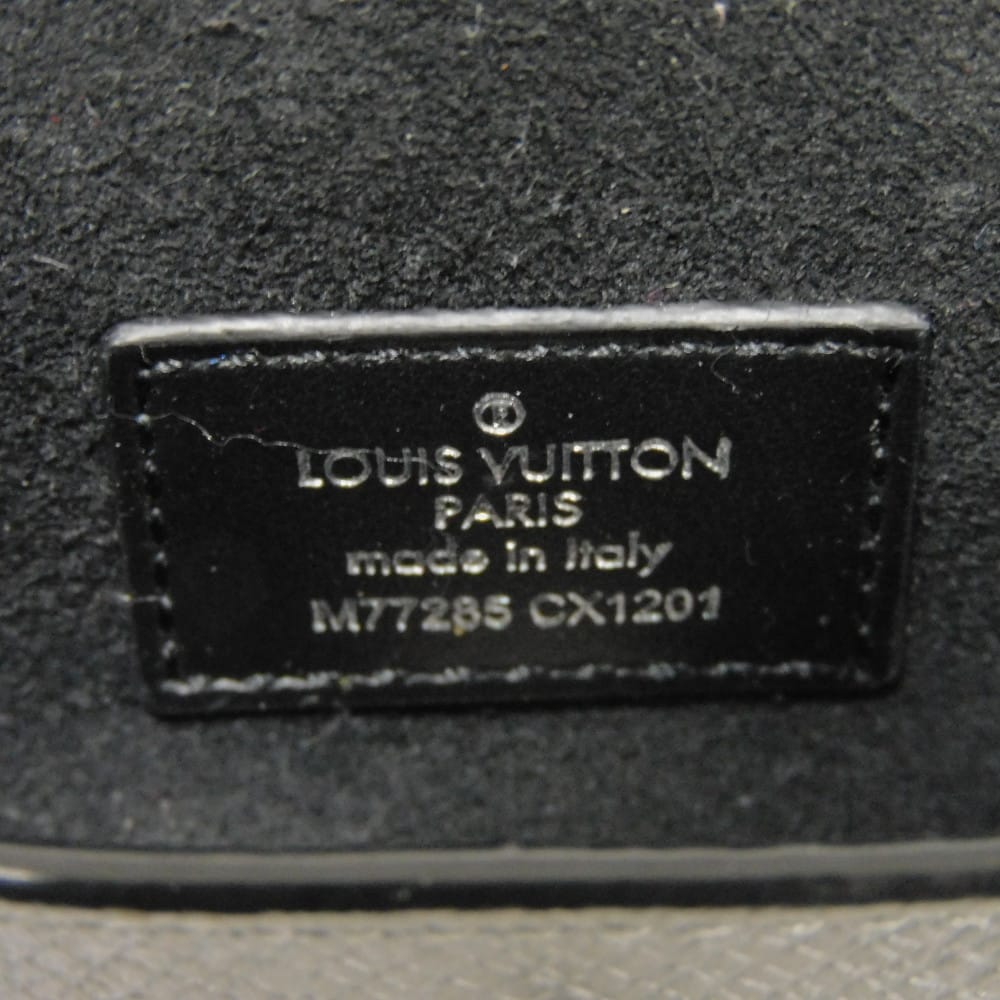 ®
LOUIS VUITTON
PARIS
made in Italy
M77285 CX1201